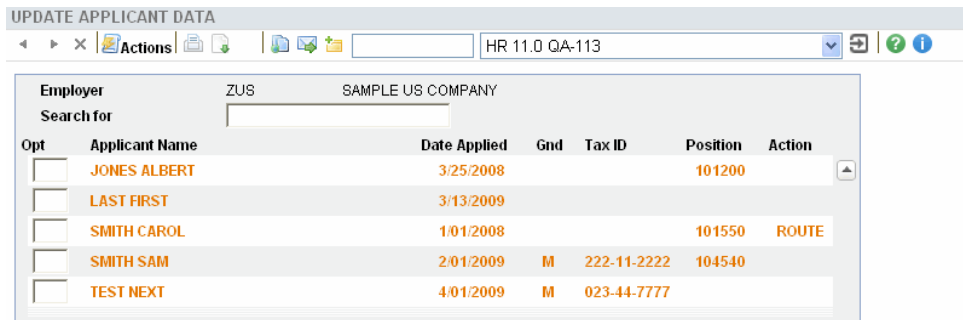 UPDATE APPLICANT DATA
Actions HR 11.0 QA-113
Employer ZUS SAMPLE US COMPANY
Search for
Opt Applicant Name Date Applied Gnd Tax ID Position Action
JONES ALBERT 3/25/2008 101200
LAST FIRST 3/13/2009
SMITH CAROL 1/01/2008 101550 ROUTE
SMITH SAM 2/01/2009 M 222-11-2222 104540
TEST NEXT 4/01/2009 M 023-44-7777